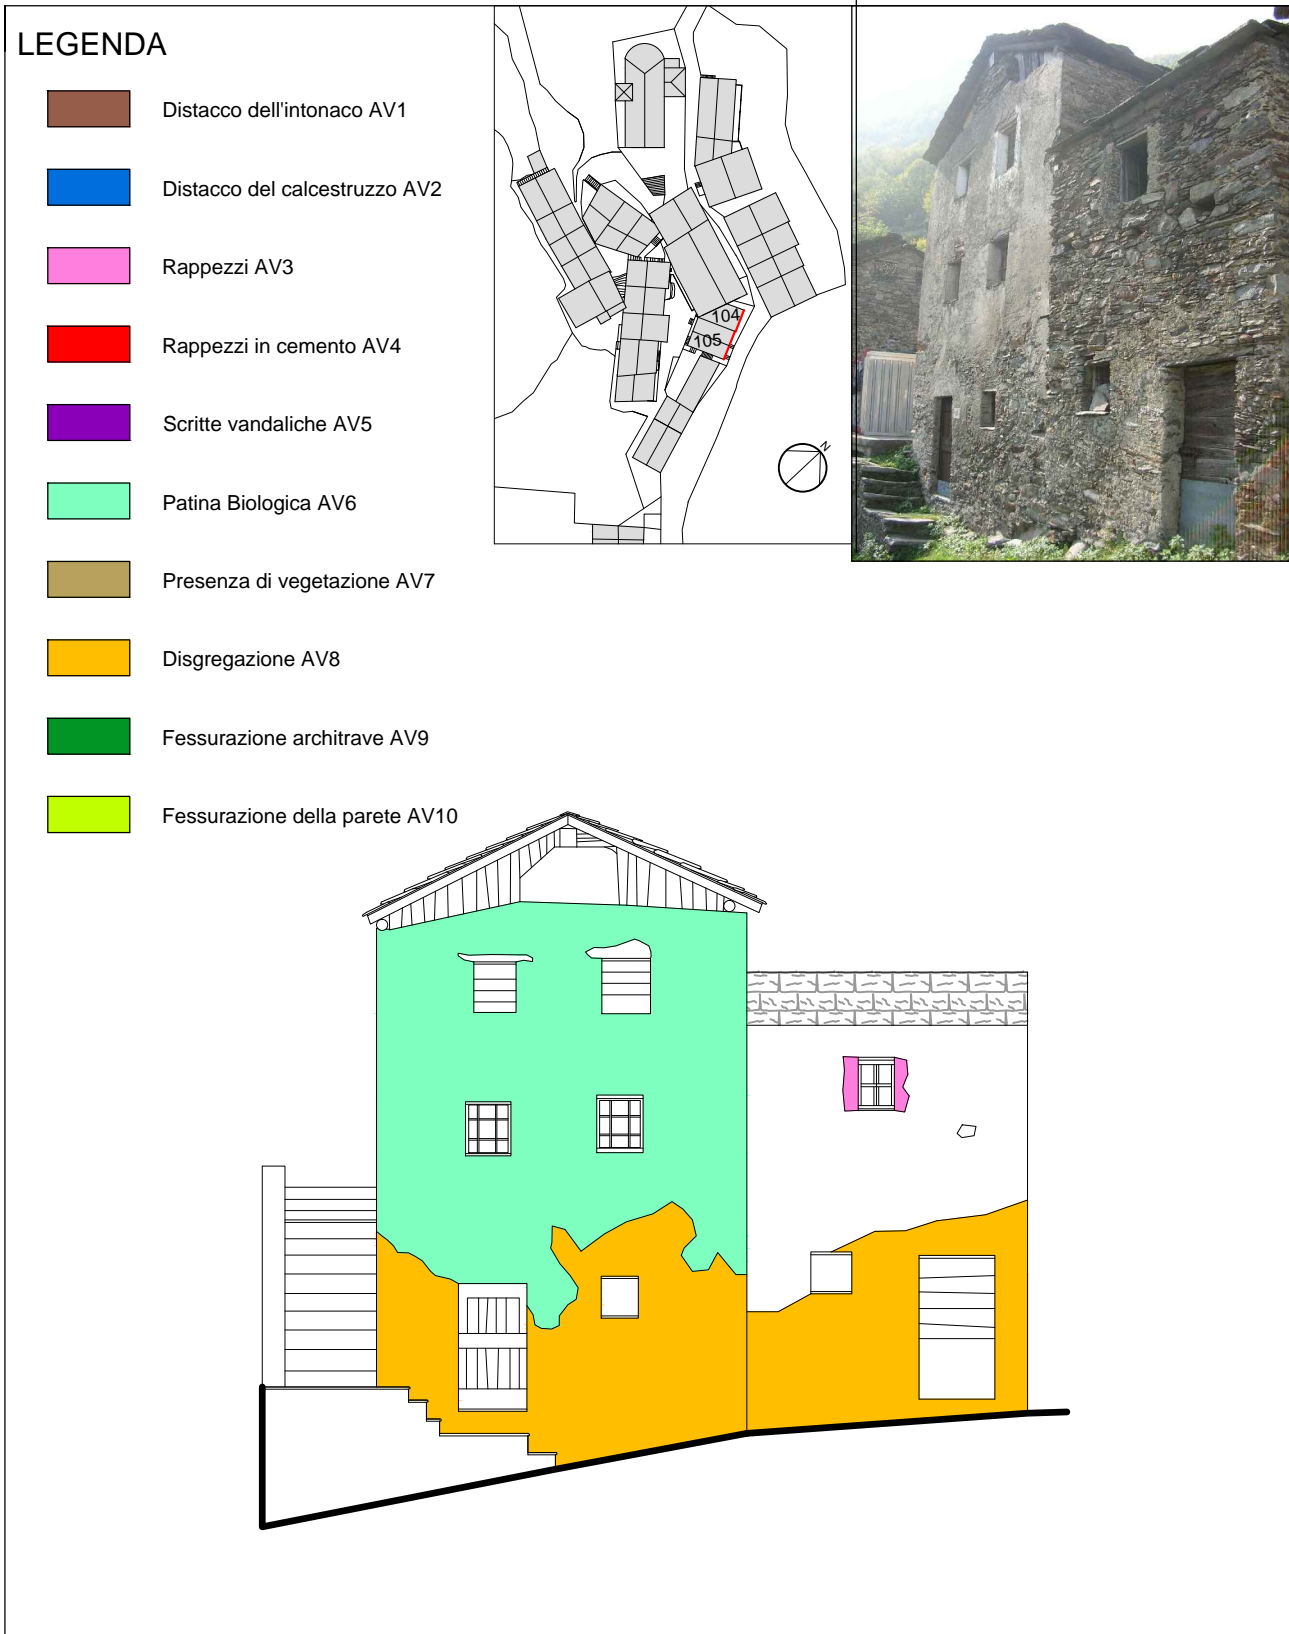 LEGENDA
Distacco dell'intonaco AV1
Distacco del calcestruzzo AV2
Rappezzi AV3
Rappezzi in cemento AV4
Scritte vandaliche AV5
Patina Biologica AV6
Presenza di vegetazione AV7
Disgregazione AV8
Fessurazione architrave AV9
Fessurazione della parete AV10
104
105
N